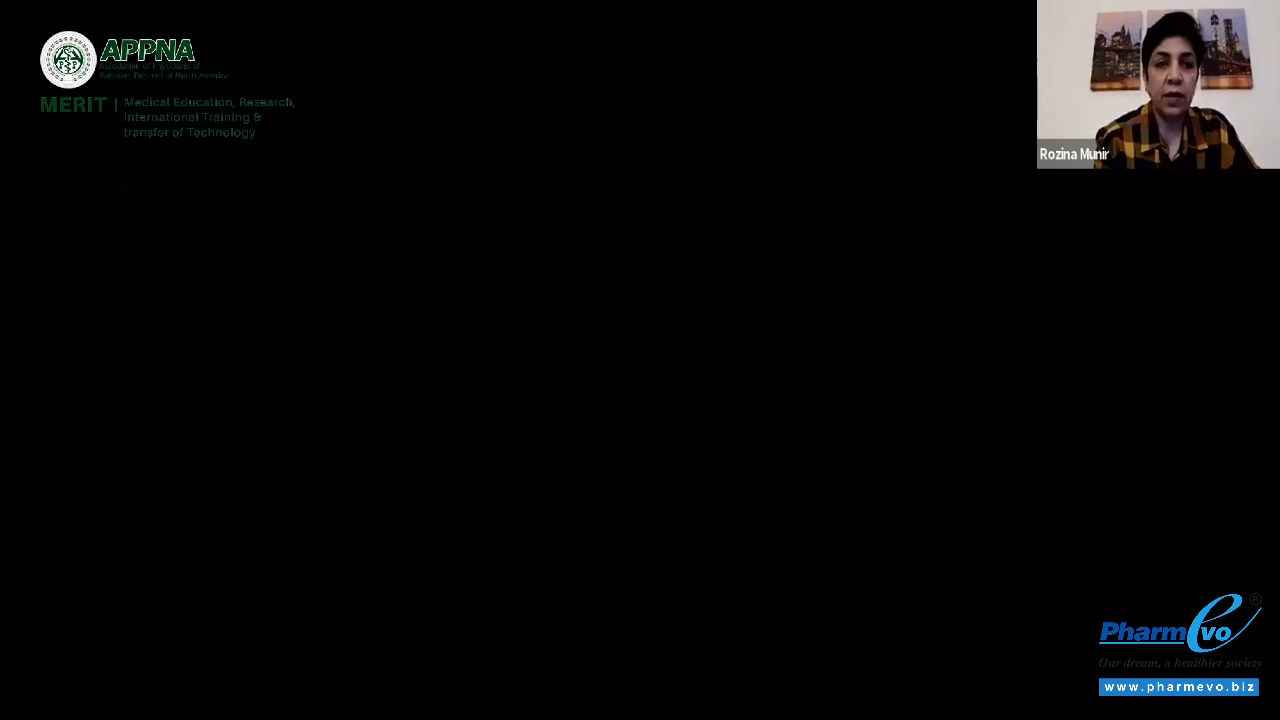 APPNA
Association of Physicians of
Pakistani Descent of North America
MERIT | Medical Education, Research,
International Training &
transfer of Technology
Rozina Munir
Pharmevo ®
Our dream, a healthier society
www.pharmevo.biz